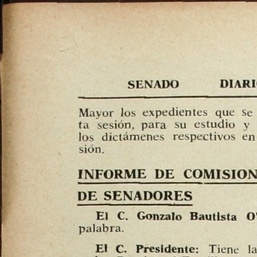 SENADO DIARI
Mayor los expedientes que se
ta sesión, para su estudio y
los dictámenes respectivos en
sión.
INFORME DE COMISION
DE SENADORES
El C. Gonzalo Bautista O'
palabra.
El C. Presidente: Tiene la